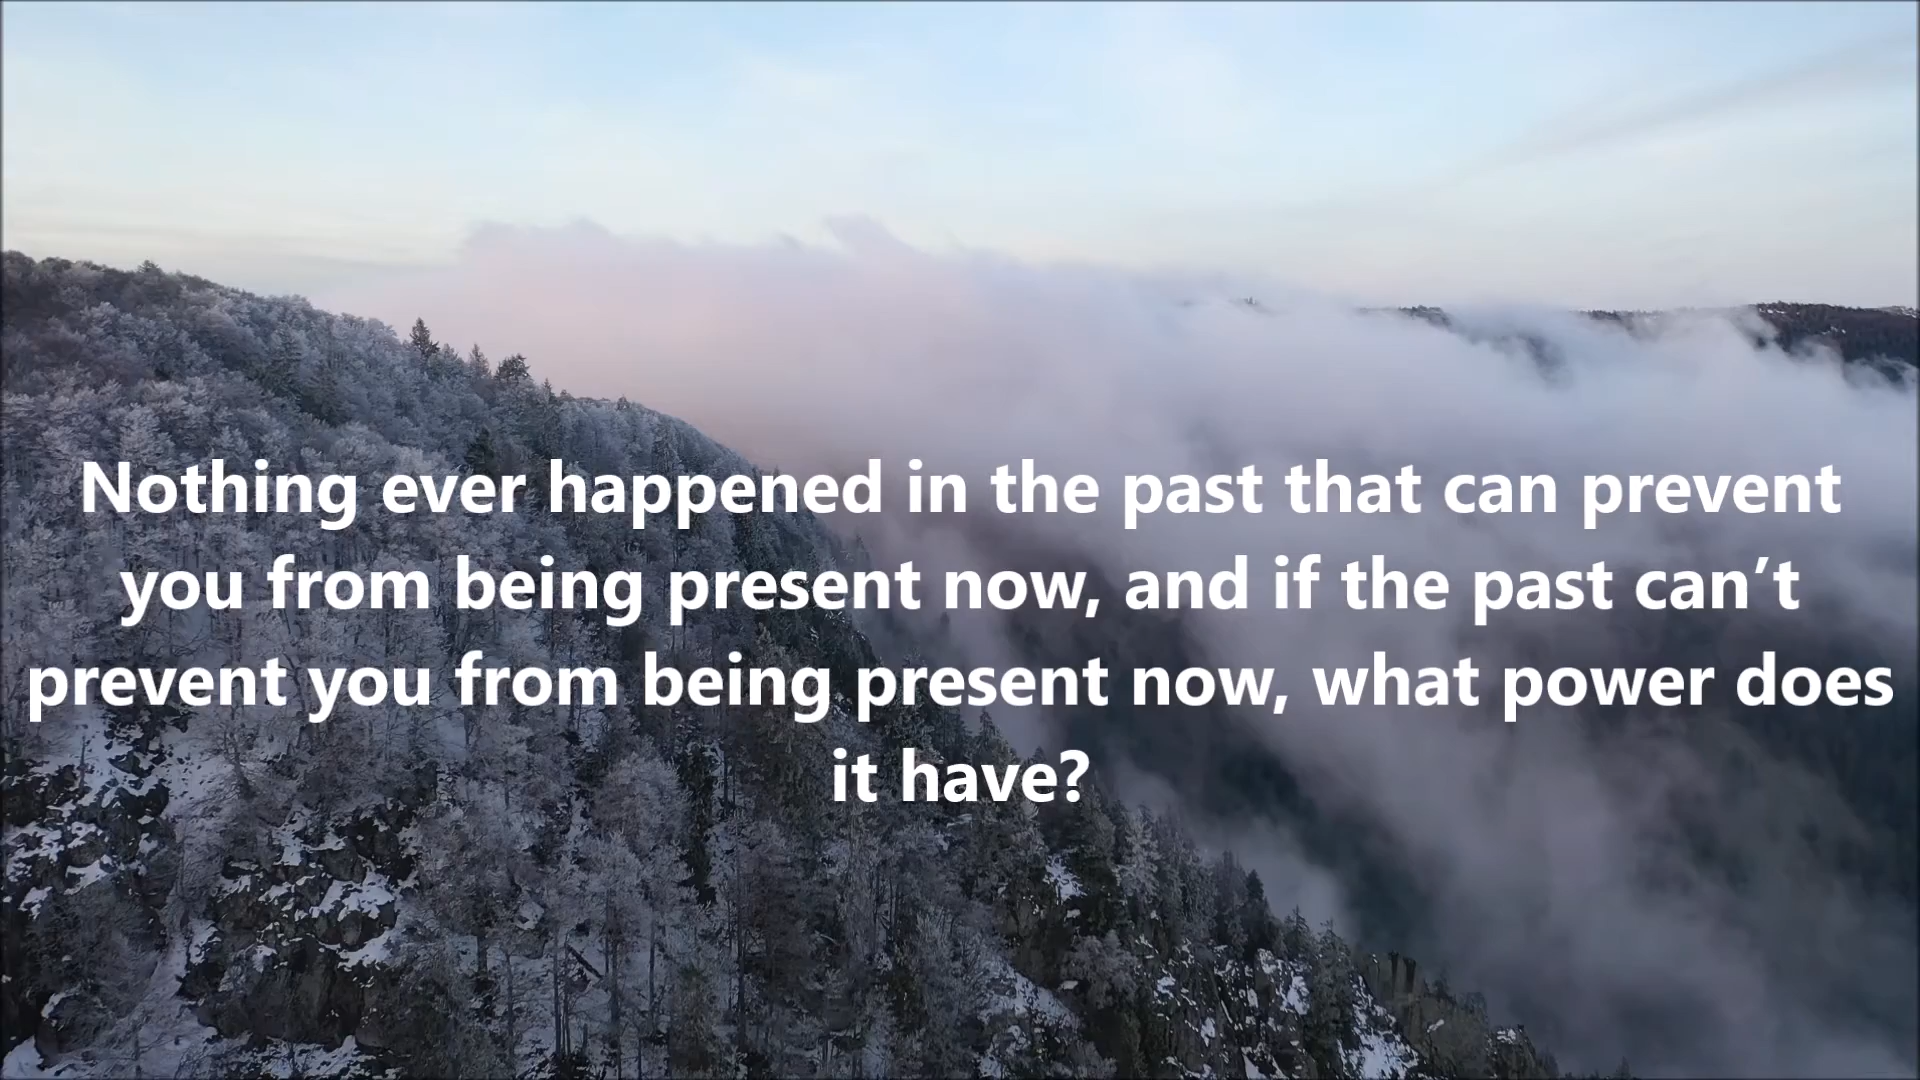 Nothing ever happened in the past that can prevent
you from being present now, and if the past can’t
prevent you from being present now, what power does
it have?